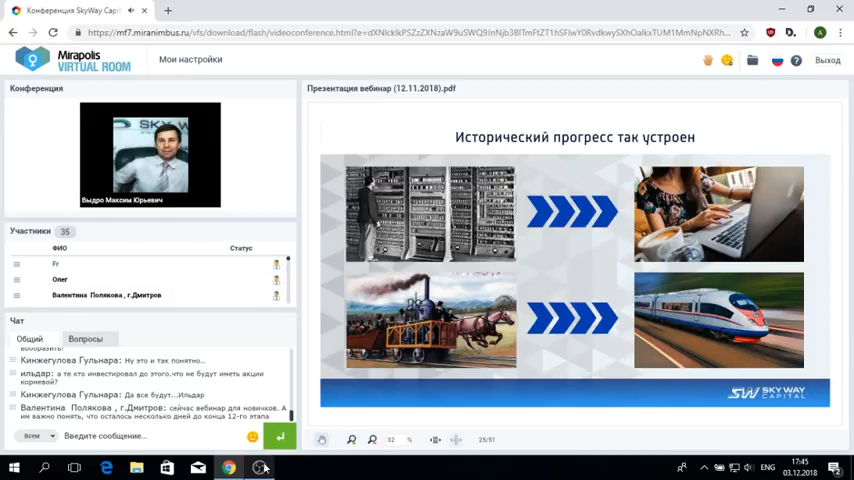 Конференция SkyWay Capi
https://mf7.miranimbus.ru/vfs/download/flash/videoconference.html?
Mirapolis
VIRTUAL ROOM
Мои настройки
Выход
Конференция
Презентация вебинар (12.11.2018).pdf
Выдро Максим Юрьевич
Участники 35
ФИО Статус
Fr
Олег
Валентина Полякова , г.Дмитров
Чат
Общий Вопросы
Кинжегулова Гульнара: Ну это и так понятно..
ильдар: а те кто инвестировал до этого,что не будут иметь акции
корневой?
Кинжегулова Гульнара: Да все будут...Ильдар
Валентина Полякова , г.Дмитров: сейчас вебинар для новичков. А
им важно понять, что осталось несколько дней до конца 12-го этапа
Всем Введите сообщение...
Исторический прогресс так устроен
SW SKY WAY
CAPITAL
32 % 25/51
ENG
17:45
03.12.2018
2